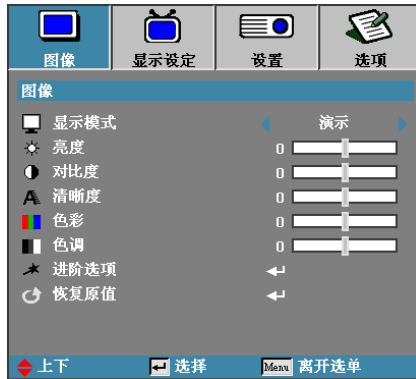 图像 显示设定 设置 选项
图像
显示模式 演示
亮度 0
对比度 0
清晰度 0
色彩 0
色调 0
进阶选项
恢复原值
上下 选择 Menu 离开选单